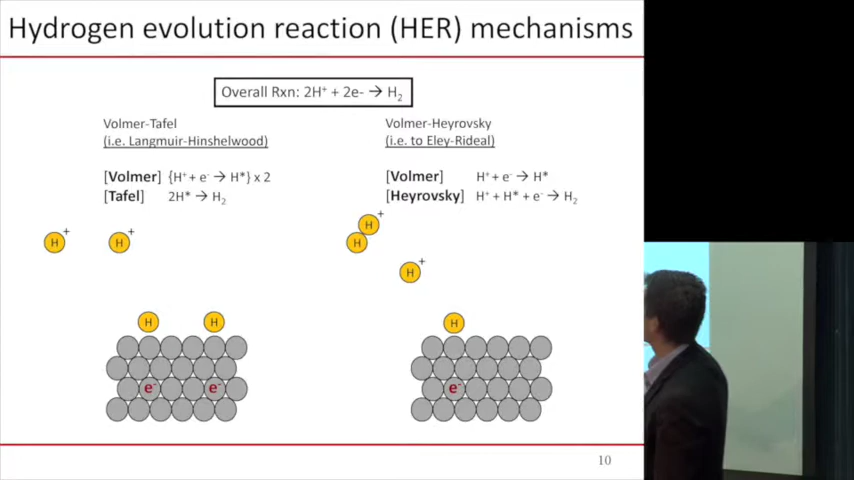 Hydrogen evolution reaction (HER) mechanisms
Overall Rxn: 2H⁺ + 2e- → H₂
Volmer-Tafel
(i.e. Langmuir-Hinshelwood)
[Volmer] {H⁺ + e⁻ → H*} x 2
[Tafel] 2H* → H₂
Volmer-Heyrovsky
(i.e. to Eley-Rideal)
[Volmer] H⁺ + e⁻ → H*
[Heyrovsky] H⁺ + H* + e⁻ → H₂
H +
H +
H +
H
H +
H
H
H
e⁻
e⁻
e⁻
10